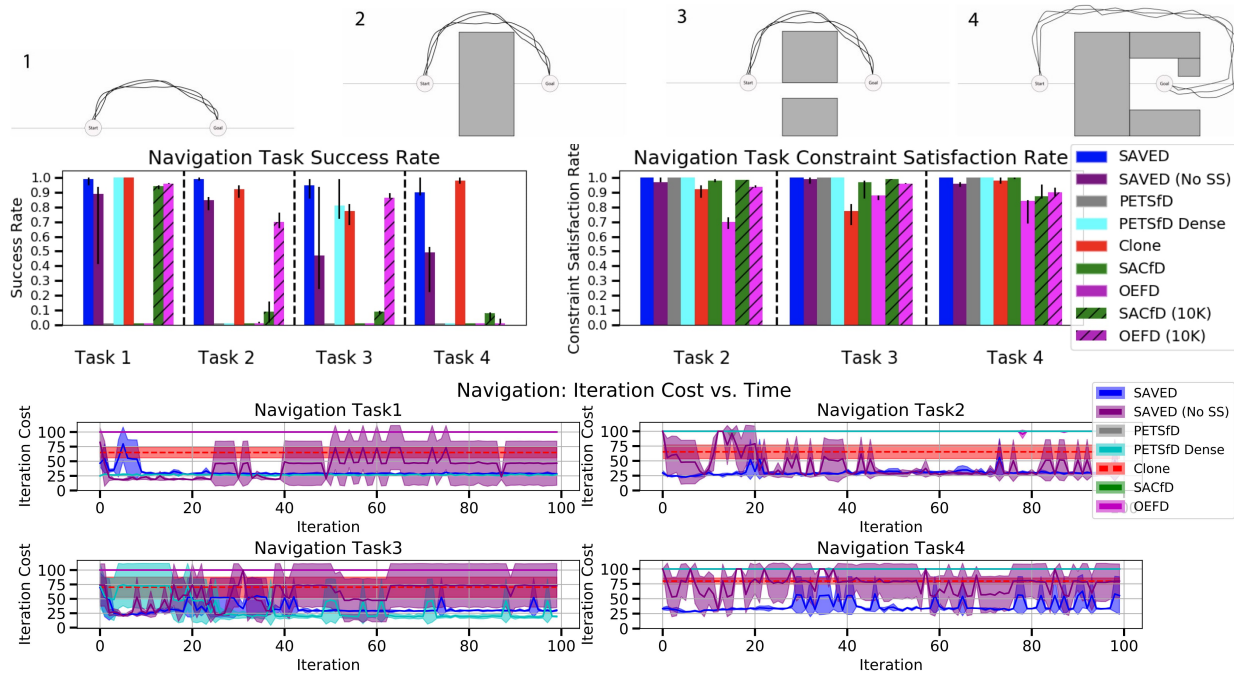 1
2
3
4
Start
Goal
Start
Goal
Start
Goal
Start
Goal
Navigation Task Success Rate
Success Rate
1.0
0.9
0.8
0.7
0.6
0.5
0.4
0.3
0.2
0.1
0.0
Task 1
Task 2
Task 3
Task 4
Navigation Task Constraint Satisfaction Rate
Constraint Satisfaction Rate
1.0
0.9
0.8
0.7
0.6
0.5
0.4
0.3
0.2
0.1
0.0
Task 2
Task 3
Task 4
SAVED
SAVED (No SS)
PETSfD
PETSfD Dense
Clone
SACfD
OEFD
SACfD (10K)
OEFD (10K)
Navigation: Iteration Cost vs. Time
Navigation Task1
Iteration Cost
100
75
50
25
0
0 20 40 60 80 100
Iteration
Navigation Task2
Iteration Cost
100
75
50
25
0
0 20 40 60 80
Iteration
SAVED
SAVED (No SS)
PETSfD
PETSfD Dense
Clone
SACfD
OEFD
Navigation Task3
Iteration Cost
100
75
50
25
0
0 20 40 60 80 100
Iteration
Navigation Task4
Iteration Cost
100
75
50
25
0
0 20 40 60 80 100
Iteration